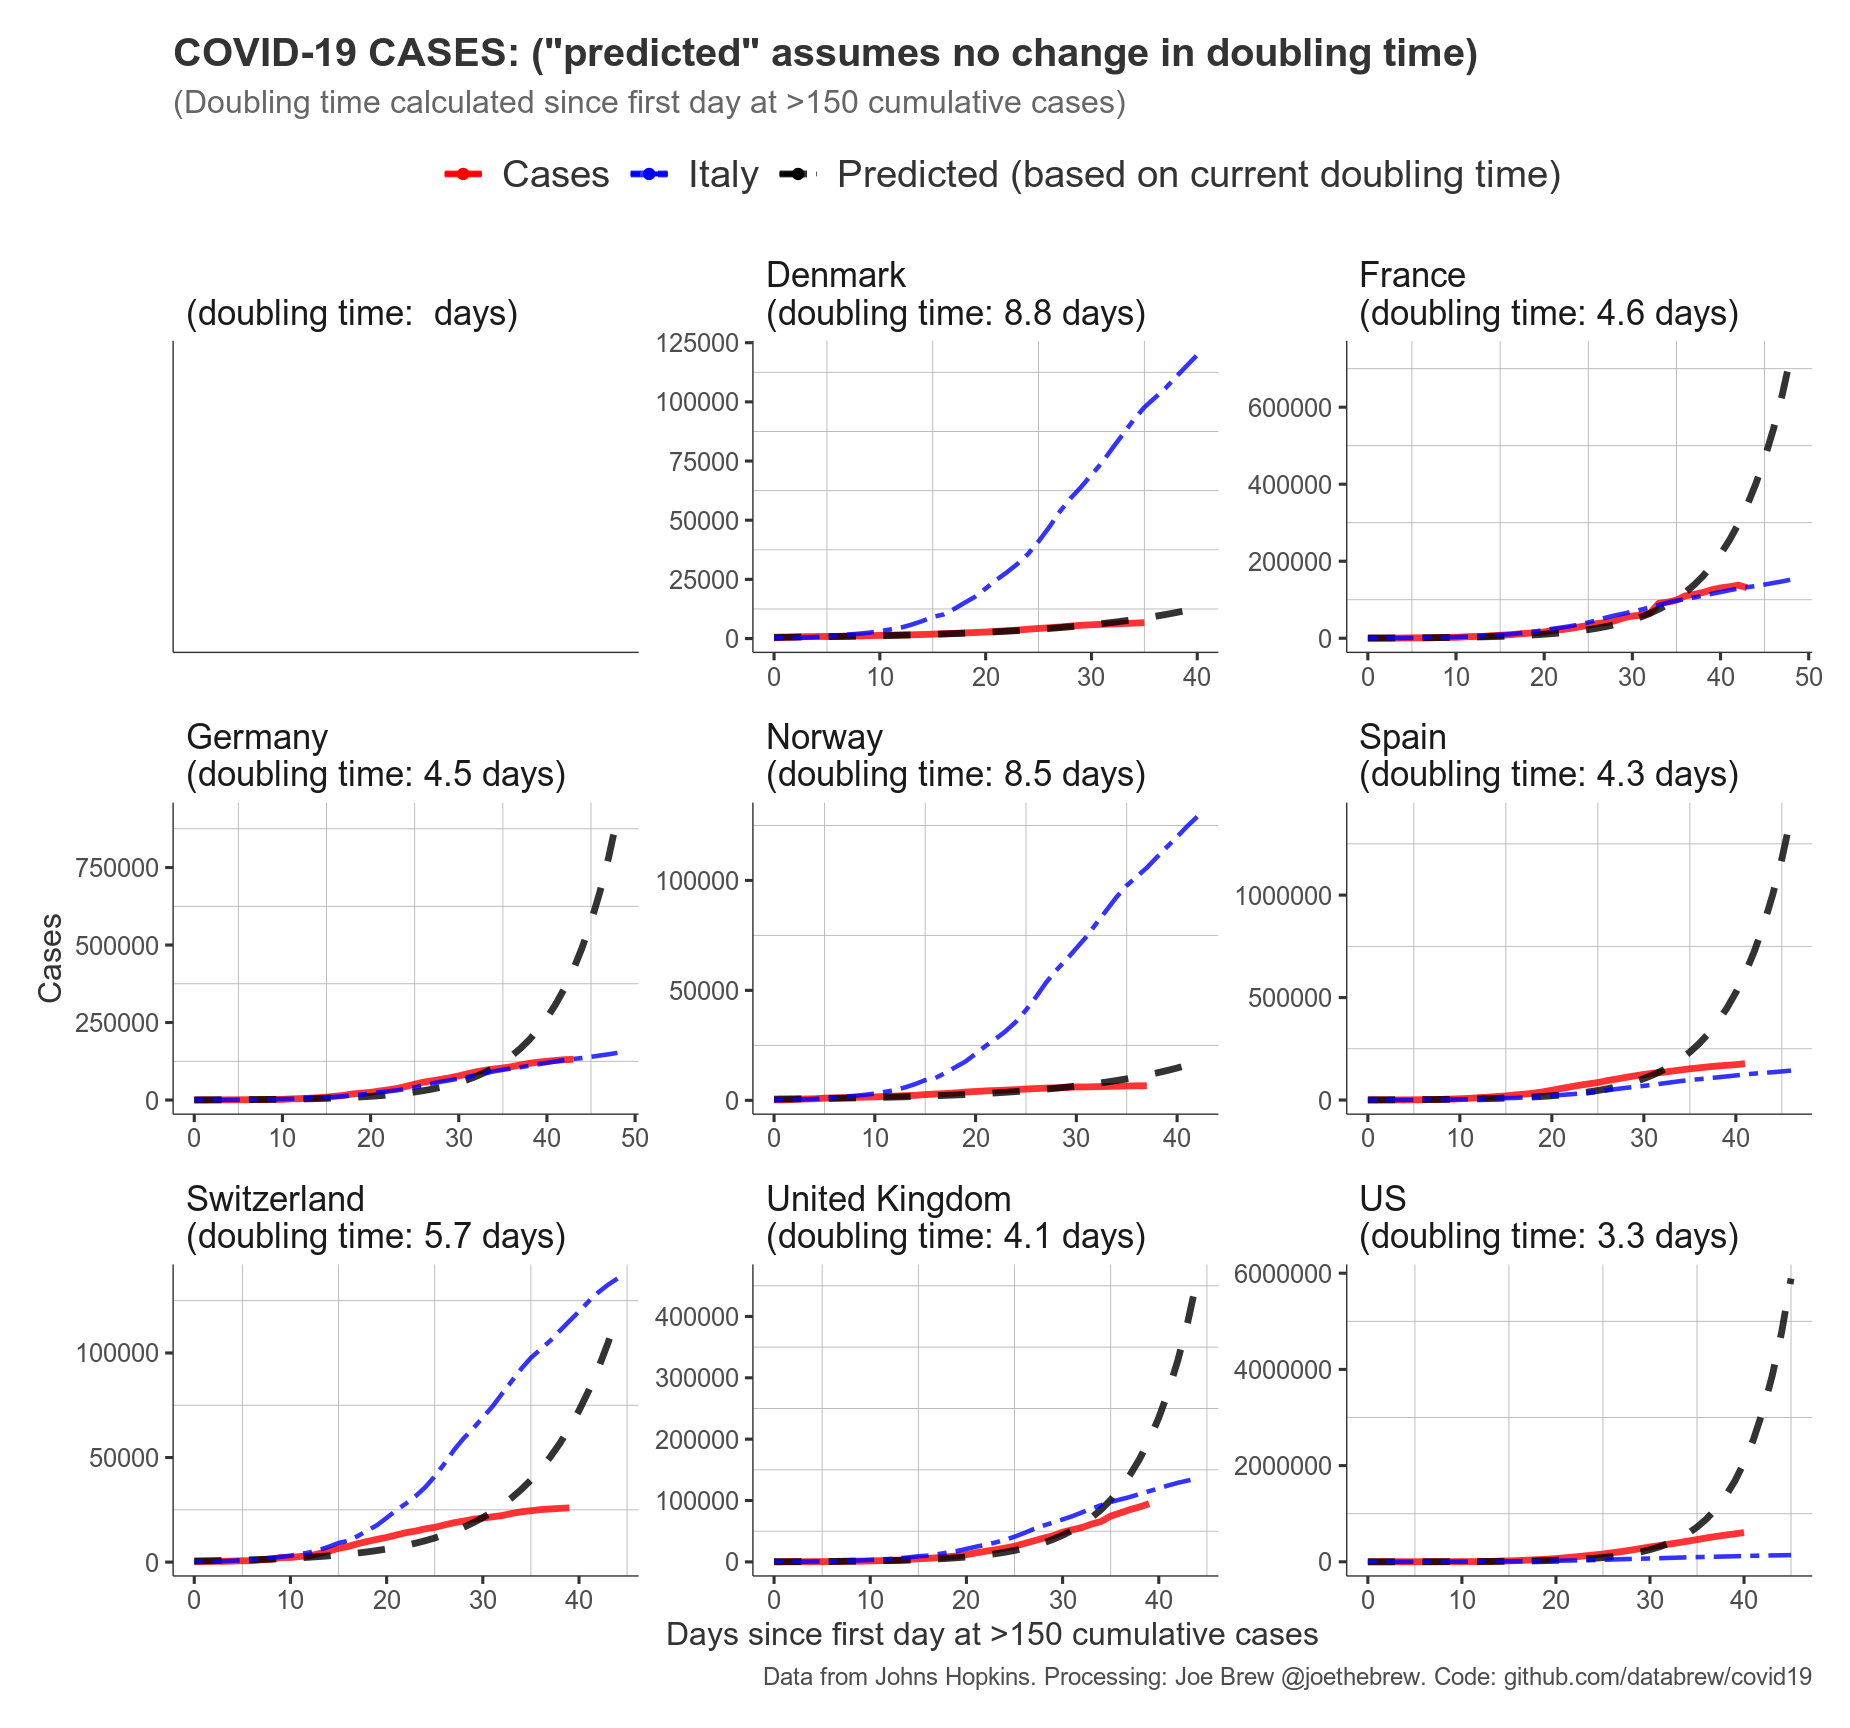 COVID-19 CASES: ("predicted" assumes no change in doubling time)
(Doubling time calculated since first day at >150 cumulative cases)
Cases Italy Predicted (based on current doubling time)
(doubling time:  days)
Denmark
(doubling time: 8.8 days)
125000
100000
75000
50000
25000
0
0 10 20 30 40
France
(doubling time: 4.6 days)
600000
400000
200000
0
0 10 20 30 40 50
Cases
Germany
(doubling time: 4.5 days)
750000
500000
250000
0
0 10 20 30 40 50
Norway
(doubling time: 8.5 days)
100000
50000
0
0 10 20 30 40
Spain
(doubling time: 4.3 days)
1000000
500000
0
0 10 20 30 40
Switzerland
(doubling time: 5.7 days)
100000
50000
0
0 10 20 30 40
United Kingdom
(doubling time: 4.1 days)
400000
300000
200000
100000
0
0 10 20 30 40
US
(doubling time: 3.3 days)
6000000
4000000
2000000
0
0 10 20 30 40
Days since first day at >150 cumulative cases
Data from Johns Hopkins. Processing: Joe Brew @joethebrew. Code: github.com/databrew/covid19